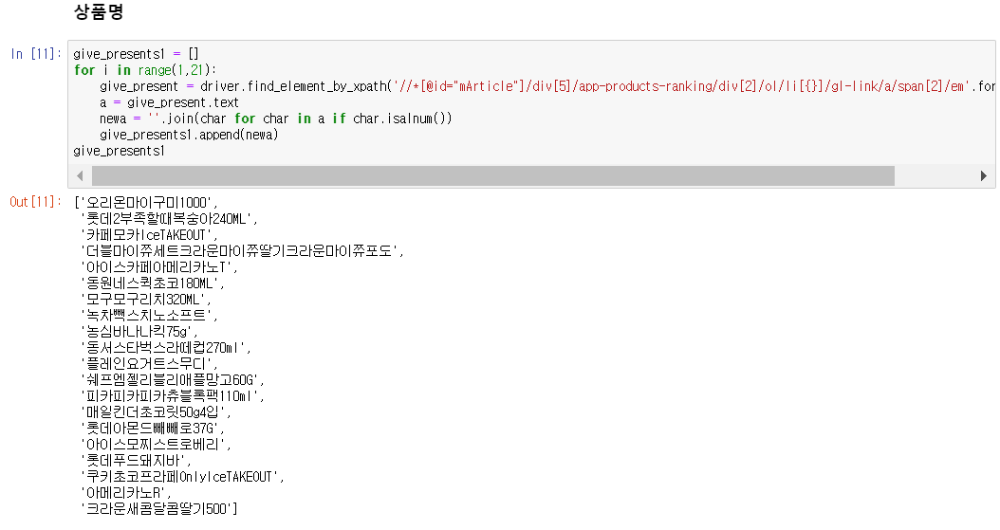 상품명
In [11]:
give_presents1 = []
for i in range(1,21):
    give_present = driver.find_element_by_xpath('//*[@id="mArticle"]/div[5]/app-products-ranking/div[2]/ol/li[{}]/gl-link/a/span[2]/em'.for
    a = give_present.text
    newa = ''.join(char for char in a if char.isalnum())
    give_presents1.append(newa)
give_presents1
Out[11]:
['오리온마이구미1000',
'롯데2부족할때복숭아240ML',
'카페모카IceTAKEOUT',
'더블마이쮸세트크라운마이쮸딸기크라운마이쮸포도',
'아이스카페아메리카노T',
'동원네스퀵초코180ML',
'모구모구리치320ML',
'녹차빽스치노소프트',
'농심바나나킥75g',
'동서스타벅스라떼컵270ml',
'플레인요거트스무디',
'쉐프엠젤리블리애플망고60G',
'피카피카피카츄블록팩110ml',
'매일킨더초코릿50g4입',
'롯데아몬드빼빼로37G',
'아이스모찌스트로베리',
'롯데푸드돼지바',
'쿠키초코프라페OnlyIceTAKEOUT',
'아메리카노R',
'크라운새콤달콤딸기500']